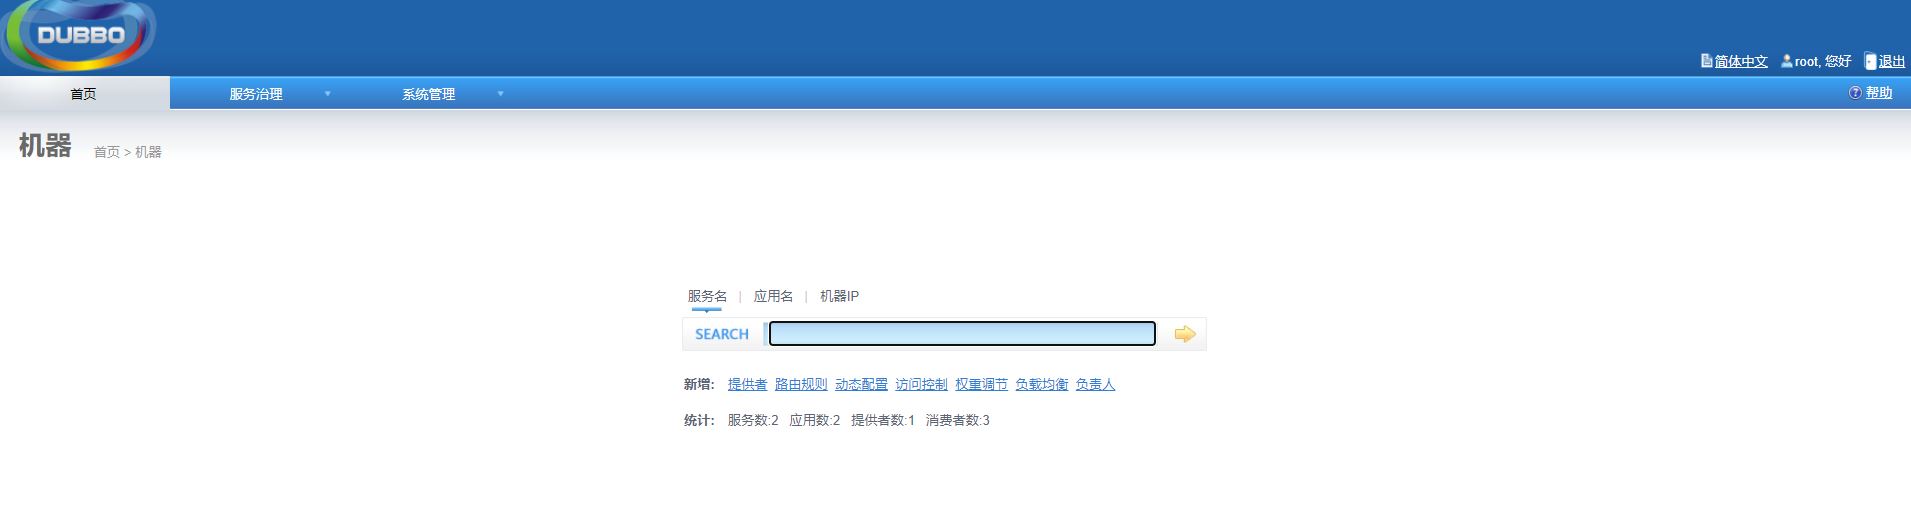 DUBBO
简体中文 root, 您好 退出
首页 服务治理 系统管理 帮助
机器 首页 > 机器
服务名 | 应用名 | 机器IP
SEARCH
新增: 提供者 路由规则 动态配置 访问控制 权重调节 负载均衡 负责人
统计: 服务数:2 应用数:2 提供者数:1 消费者数:3